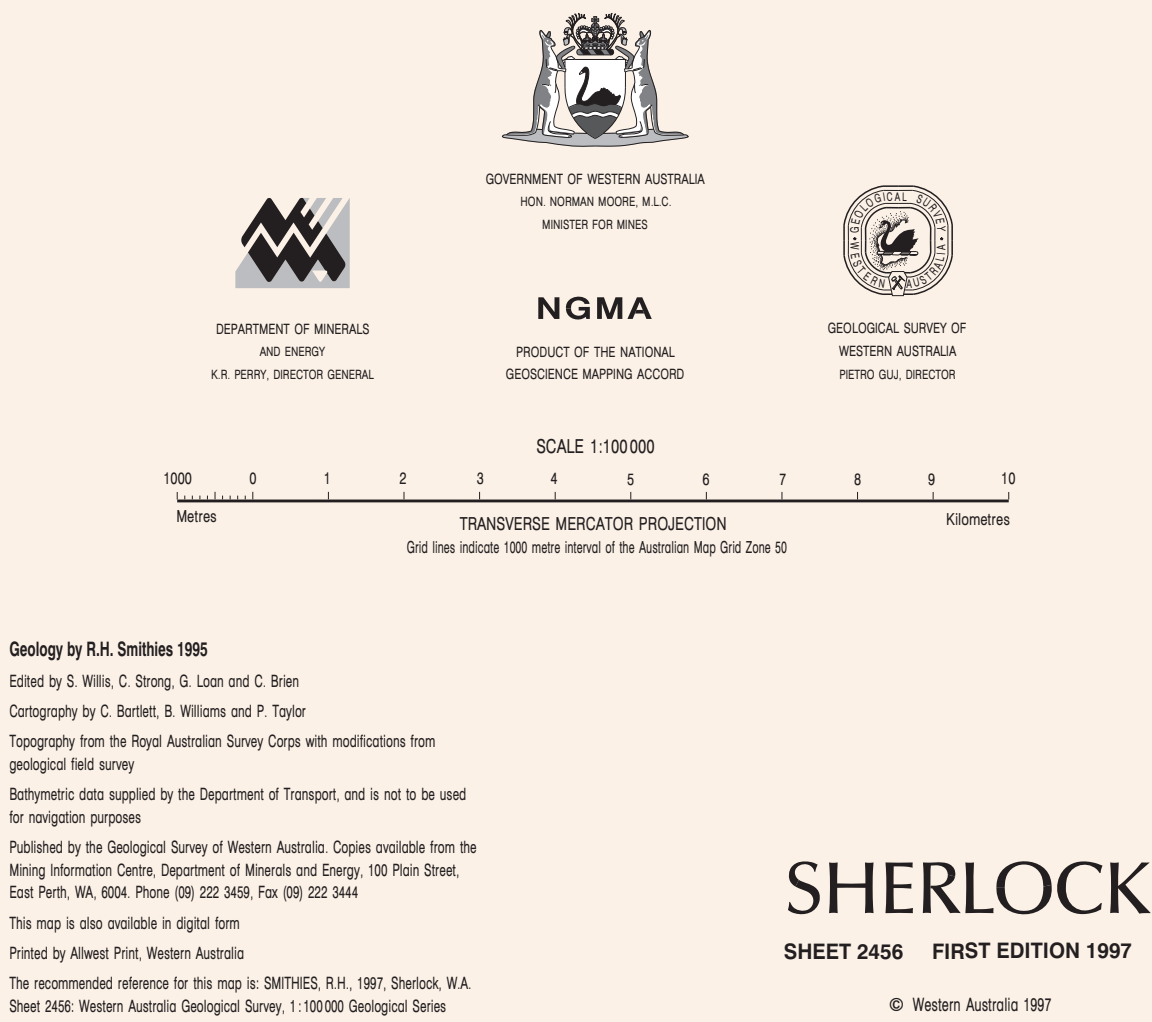 GOVERNMENT OF WESTERN AUSTRALIA
HON. NORMAN MOORE, M.L.C.
MINISTER FOR MINES
DEPARTMENT OF MINERALS
AND ENERGY
K.R. PERRY, DIRECTOR GENERAL
NGMA
PRODUCT OF THE NATIONAL
GEOSCIENCE MAPPING ACCORD
GEOLOGICAL SURVEY
WESTERN AUSTRALIA
GEOLOGICAL SURVEY OF
WESTERN AUSTRALIA
PIETRO GUJ, DIRECTOR
SCALE 1:100 000
1000 0 1 2 3 4 5 6 7 8 9 10
Metres
Kilometres
TRANSVERSE MERCATOR PROJECTION
Grid lines indicate 1000 metre interval of the Australian Map Grid Zone 50
Geology by R.H. Smithies 1995
Edited by S. Willis, C. Strong, G. Loan and C. Brien
Cartography by C. Bartlett, B. Williams and P. Taylor
Topography from the Royal Australian Survey Corps with modifications from
geological field survey
Bathymetric data supplied by the Department of Transport, and is not to be used
for navigation purposes
Published by the Geological Survey of Western Australia. Copies available from the
Mining Information Centre, Department of Minerals and Energy, 100 Plain Street,
East Perth, WA, 6004. Phone (09) 222 3459, Fax (09) 222 3444
This map is also available in digital form
Printed by Allwest Print, Western Australia
The recommended reference for this map is: SMITHIES, R.H., 1997, Sherlock, W.A.
Sheet 2456: Western Australia Geological Survey, 1:100 000 Geological Series
SHERLOCK
SHEET 2456 FIRST EDITION 1997
© Western Australia 1997